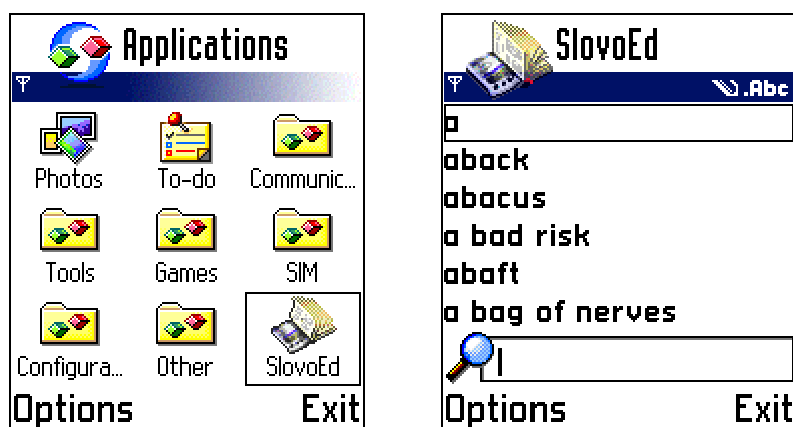 Applications
Photos To-do Communic...
Tools Games SIM
Configura... Other SlovoEd
Options Exit
SlovoEd
.Abc
a
aback
abacus
a bad risk
abaft
a bag of nerves
Options Exit